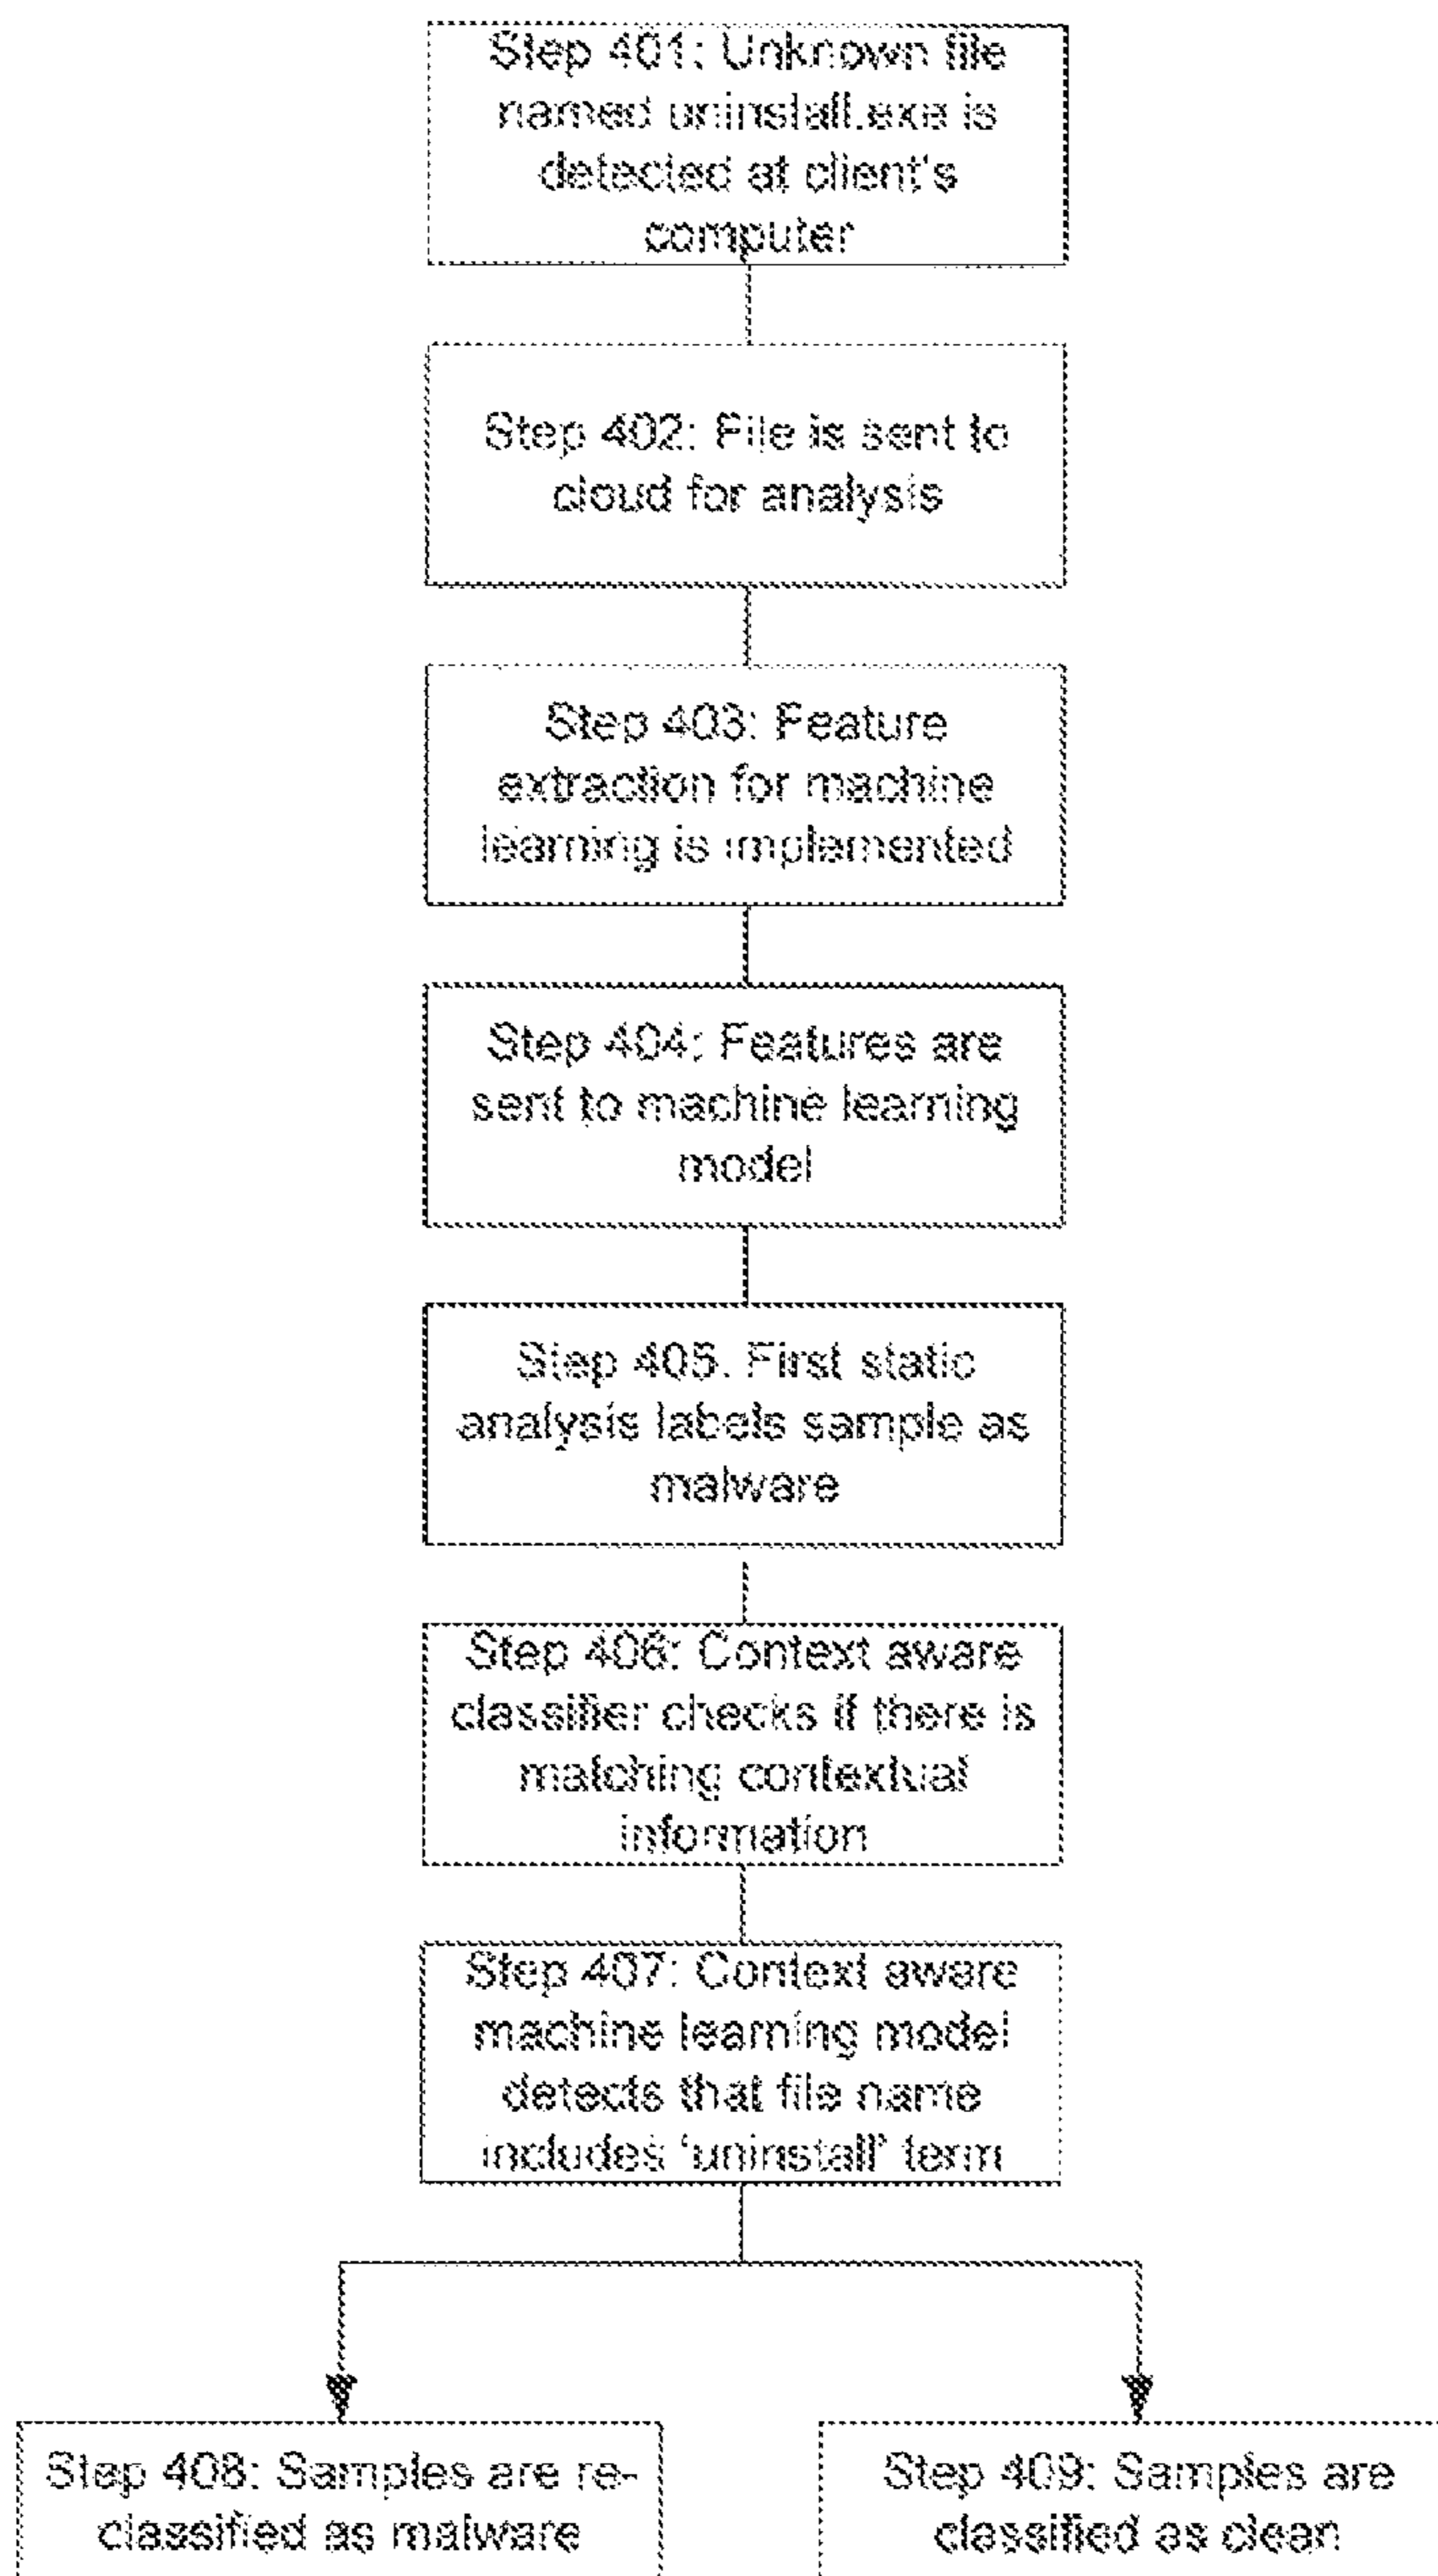 Step 401: Unknown file
named uninstall.exe is
detected at client's
computer
Step 402: File is sent to
cloud for analysis
Step 403: Feature
extraction for machine
learning is implemented
Step 404: Features are
sent to machine learning
model
Step 405. First static
analysis labels sample as
malware
Step 406: Context aware
classifier checks if there is
matching contextual
information
Step 407: Context aware
machine learning model
detects that file name
includes 'uninstall' term
Step 408: Samples are re-
classified as malware
Step 409: Samples are
classified as clean